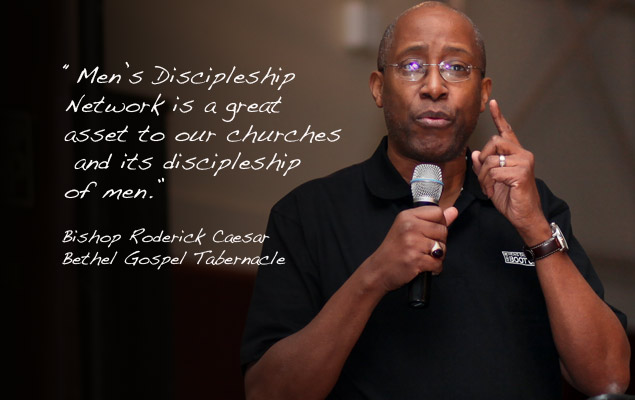 "Men's Discipleship
Network is a great
asset to our churches
and its discipleship
of men."
Bishop Roderick Caesar
Bethel Gospel Tabernacle
BOOT